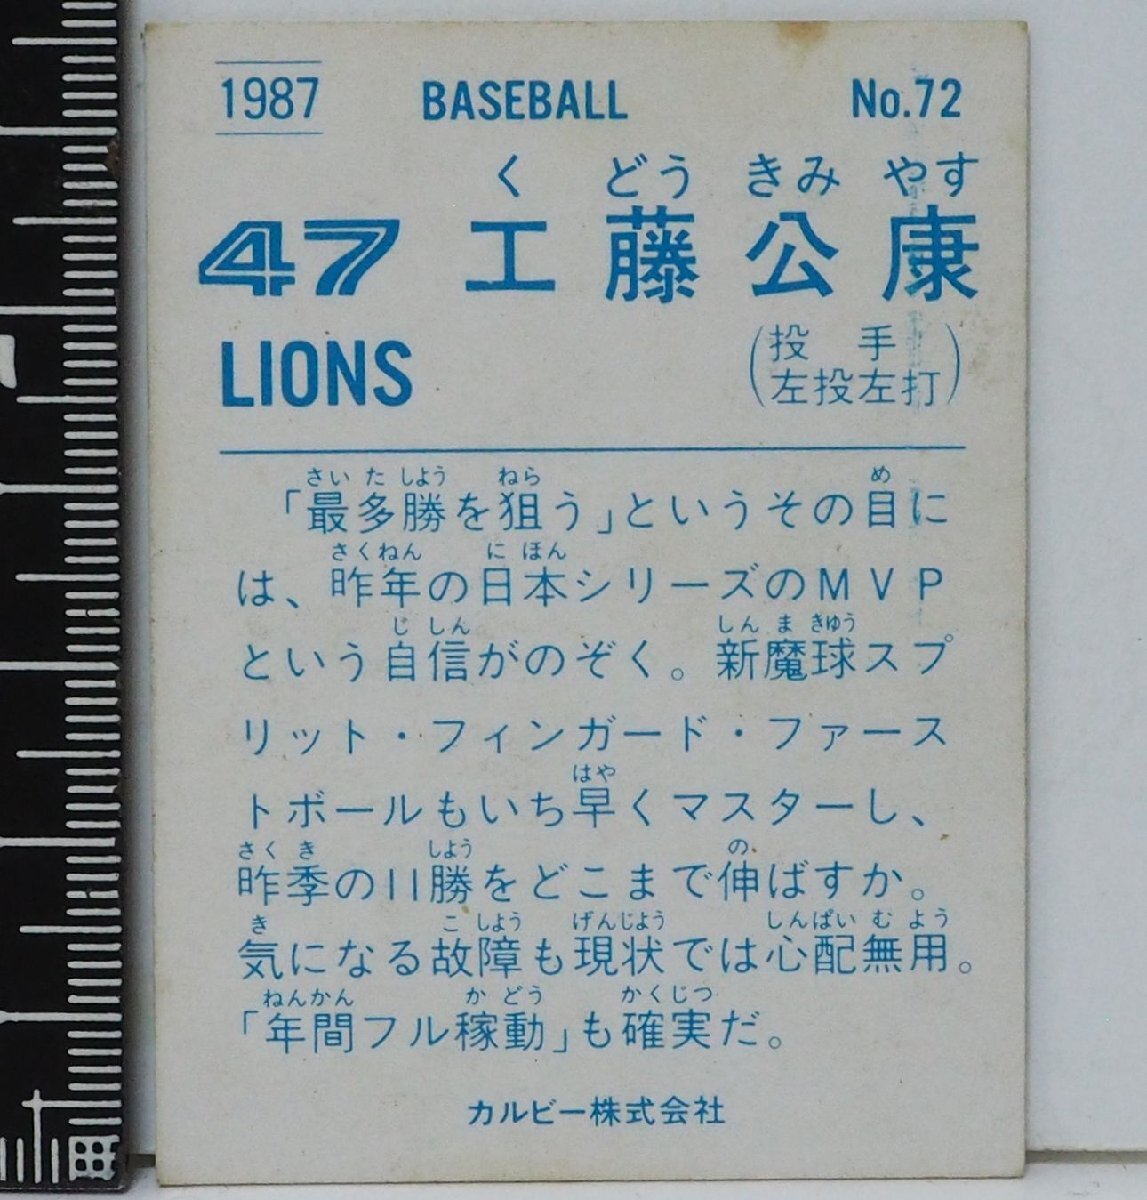 1987 BASEBALL No.72
く どう きみ やす
47 工藤公康
LIONS
(投手
左投左打)
さい た しよう ねら め
「最多勝を狙う」というその目に
さくねん に ほん
は、昨年の日本シリーズのMVP
じ しん しん ま きゆう
という自信がのぞく。新魔球スプ
リット・フィンガード・ファース
はや
トボールもいち早くマスターし、
さく き しよう の
昨季の11勝をどこまで伸ばすか。
き こ しよう げんじよう しんぱい む よう
気になる故障も現状では心配無用。
ねんかん か どう かくじつ
「年間フル稼動」も確実だ。
カルビー株式会社